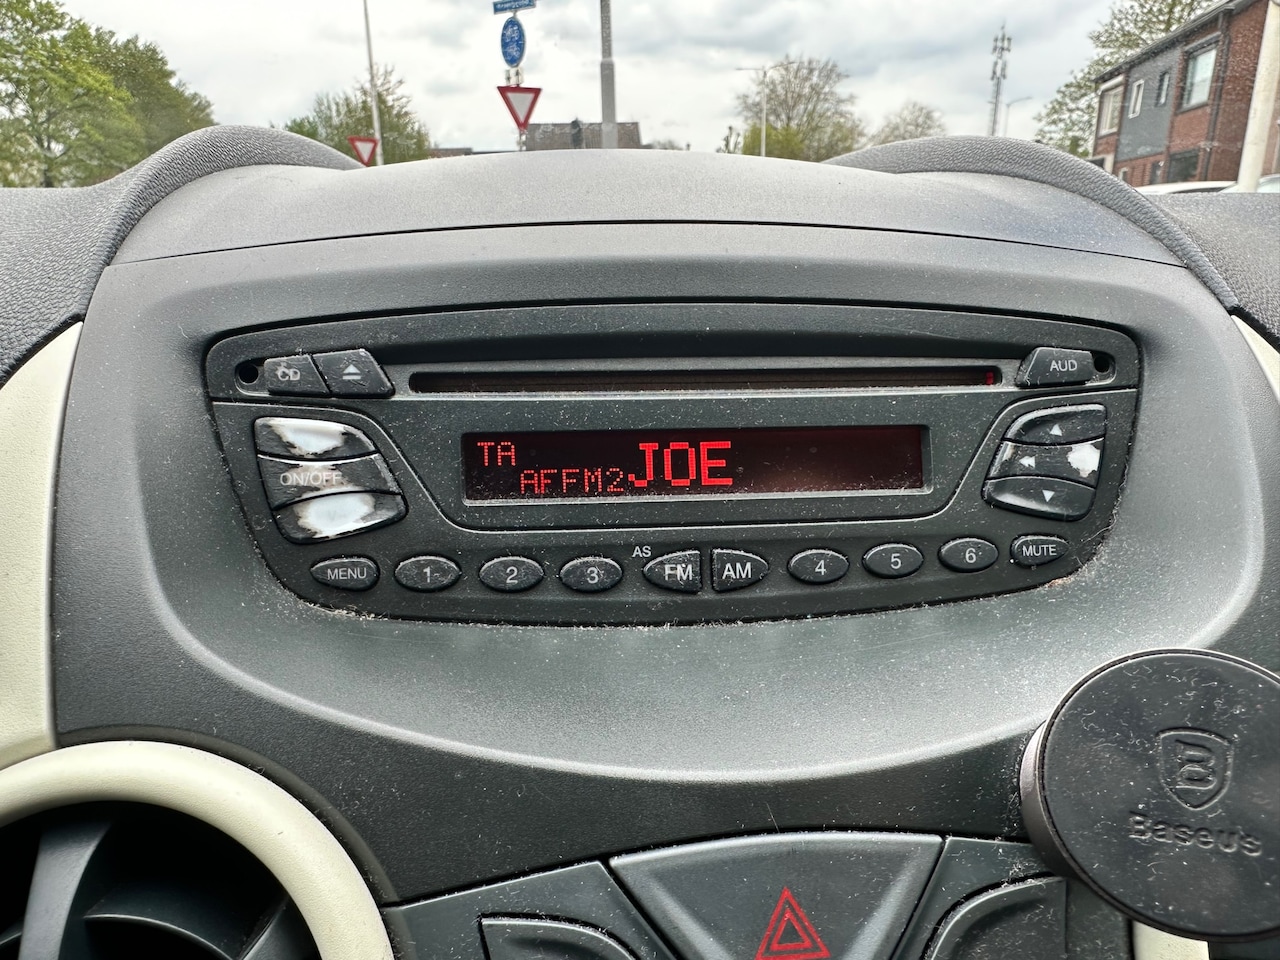 CD
AUD
TA
AF FM2 JOE
ON/OFF
AS
MENU 1 2 3 FM AM 4 5 6 MUTE
Baseus